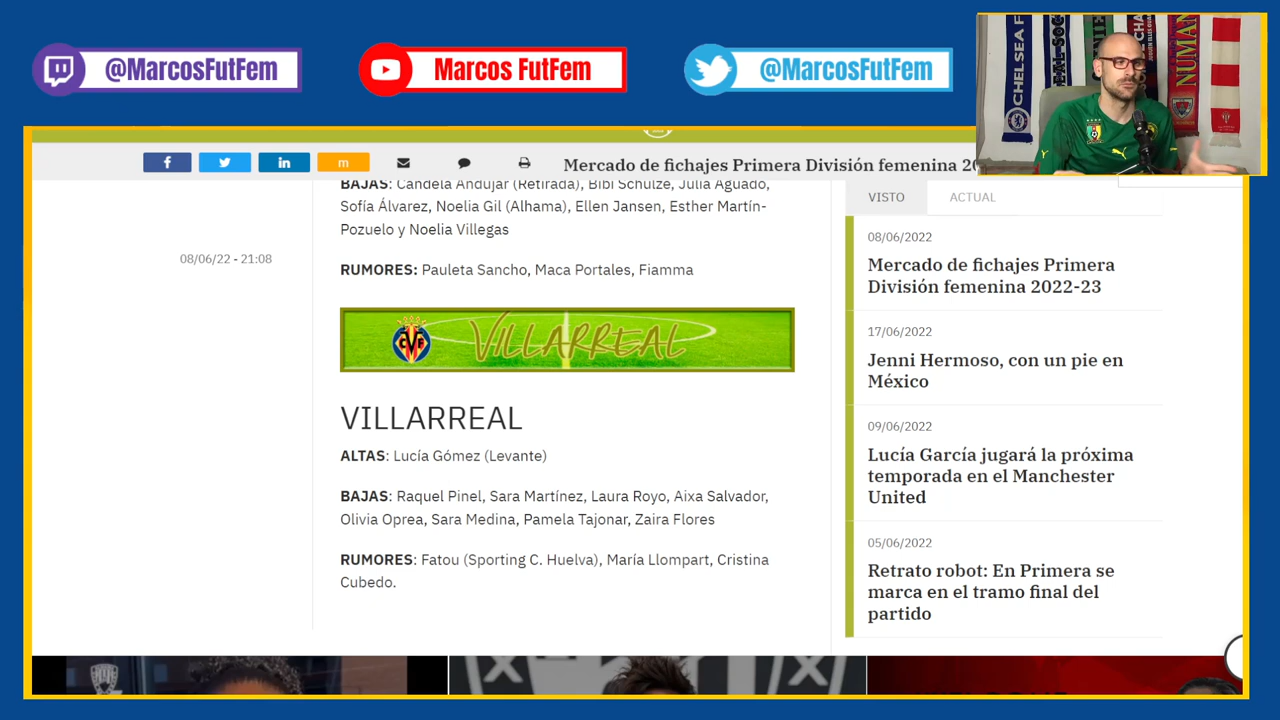 @MarcosFutFem
Marcos FutFem
@MarcosFutFem
CHELSEA F
NUMAN
Mercado de fichajes Primera División femenina 20
BAJAS: Candela Andújar (Retirada), Bibi Schulze, Julia Aguado,
Sofía Álvarez, Noelia Gil (Alhama), Ellen Jansen, Esther Martín-
Pozuelo y Noelia Villegas
08/06/22 - 21:08
RUMORES: Pauleta Sancho, Maca Portales, Fiamma
VILLARREAL
VILLARREAL
ALTAS: Lucía Gómez (Levante)
BAJAS: Raquel Pinel, Sara Martínez, Laura Royo, Aixa Salvador,
Olivia Oprea, Sara Medina, Pamela Tajonar, Zaira Flores
RUMORES: Fatou (Sporting C. Huelva), María Llompart, Cristina
Cubedo.
VISTO
ACTUAL
08/06/2022
Mercado de fichajes Primera
División femenina 2022-23
17/06/2022
Jenni Hermoso, con un pie en
México
09/06/2022
Lucía García jugará la próxima
temporada en el Manchester
United
05/06/2022
Retrato robot: En Primera se
marca en el tramo final del
partido